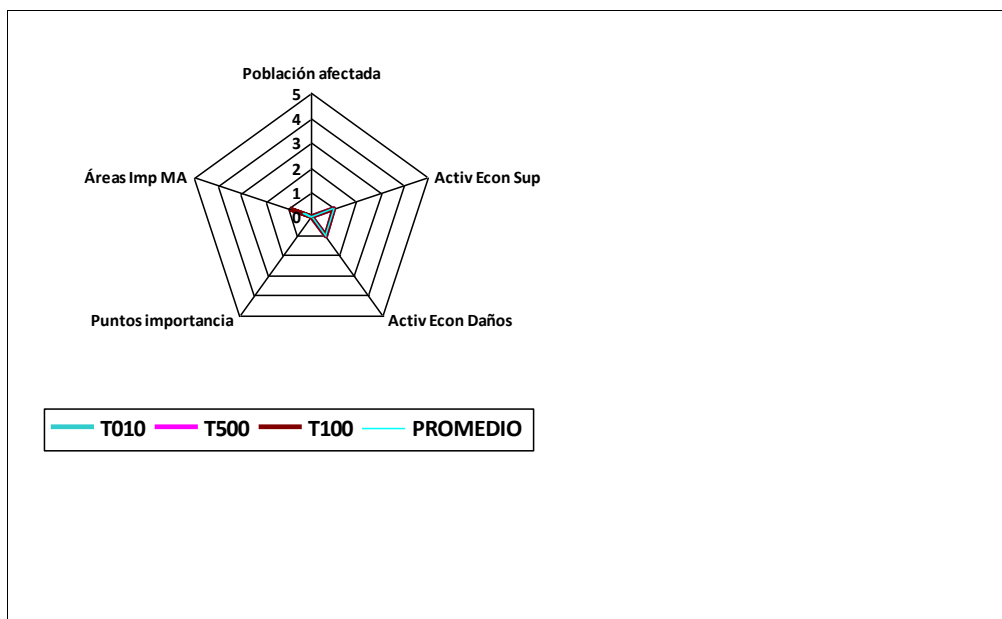 Población afectada
5
4
3
2
1
0
Áreas Imp MA
Activ Econ Sup
Puntos importancia
Activ Econ Daños
T010 T500 T100 PROMEDIO